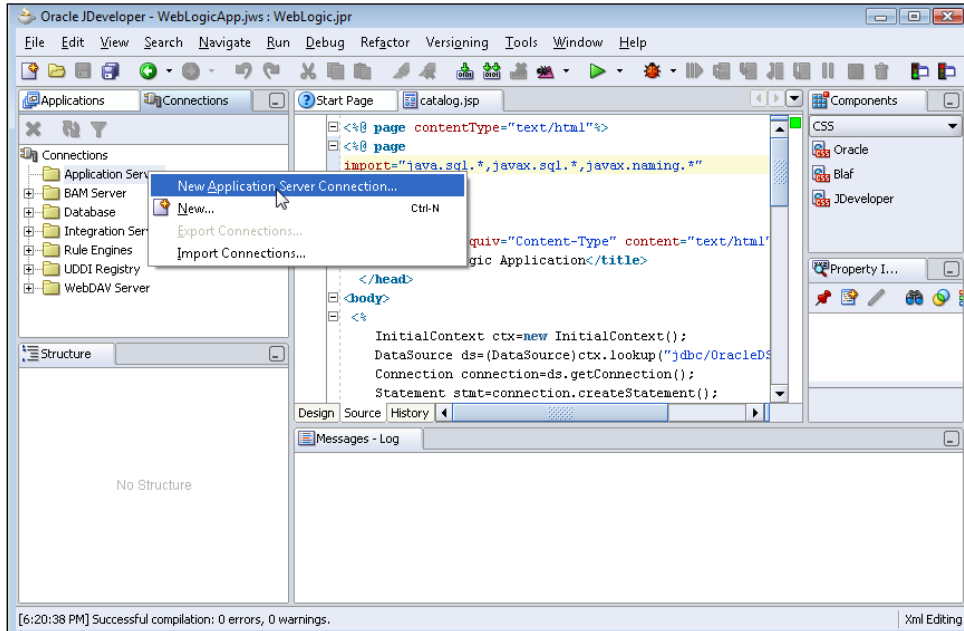 Oracle JDeveloper - WebLogicApp.jws : WebLogic.jpr
File Edit View Search Navigate Run Debug Refactor Versioning Tools Window Help
Applications Connections
Connections
Application Serv
BAM Server
Database
Integration Ser
Rule Engines
UDDI Registry
WebDAV Server
New Application Server Connection...
New... Ctrl-N
Export Connections...
Import Connections...
Structure
No Structure
Start Page catalog.jsp
<%@ page contentType="text/html"%>
<%@ page
import="java.sql.*,javax.sql.*,javax.naming.*"
quiv="Content-Type" content="text/html"
gic Application</title>
</head>
<body>
<%
InitialContext ctx=new InitialContext();
DataSource ds=(DataSource)ctx.lookup("jdbc/OracleDS
Connection connection=ds.getConnection();
Statement stmt=connection.createStatement();
Design Source History
Messages - Log
Components
CSS
Oracle
Blaf
JDeveloper
Property I...
[6:20:38 PM] Successful compilation: 0 errors, 0 warnings.
Xml Editing